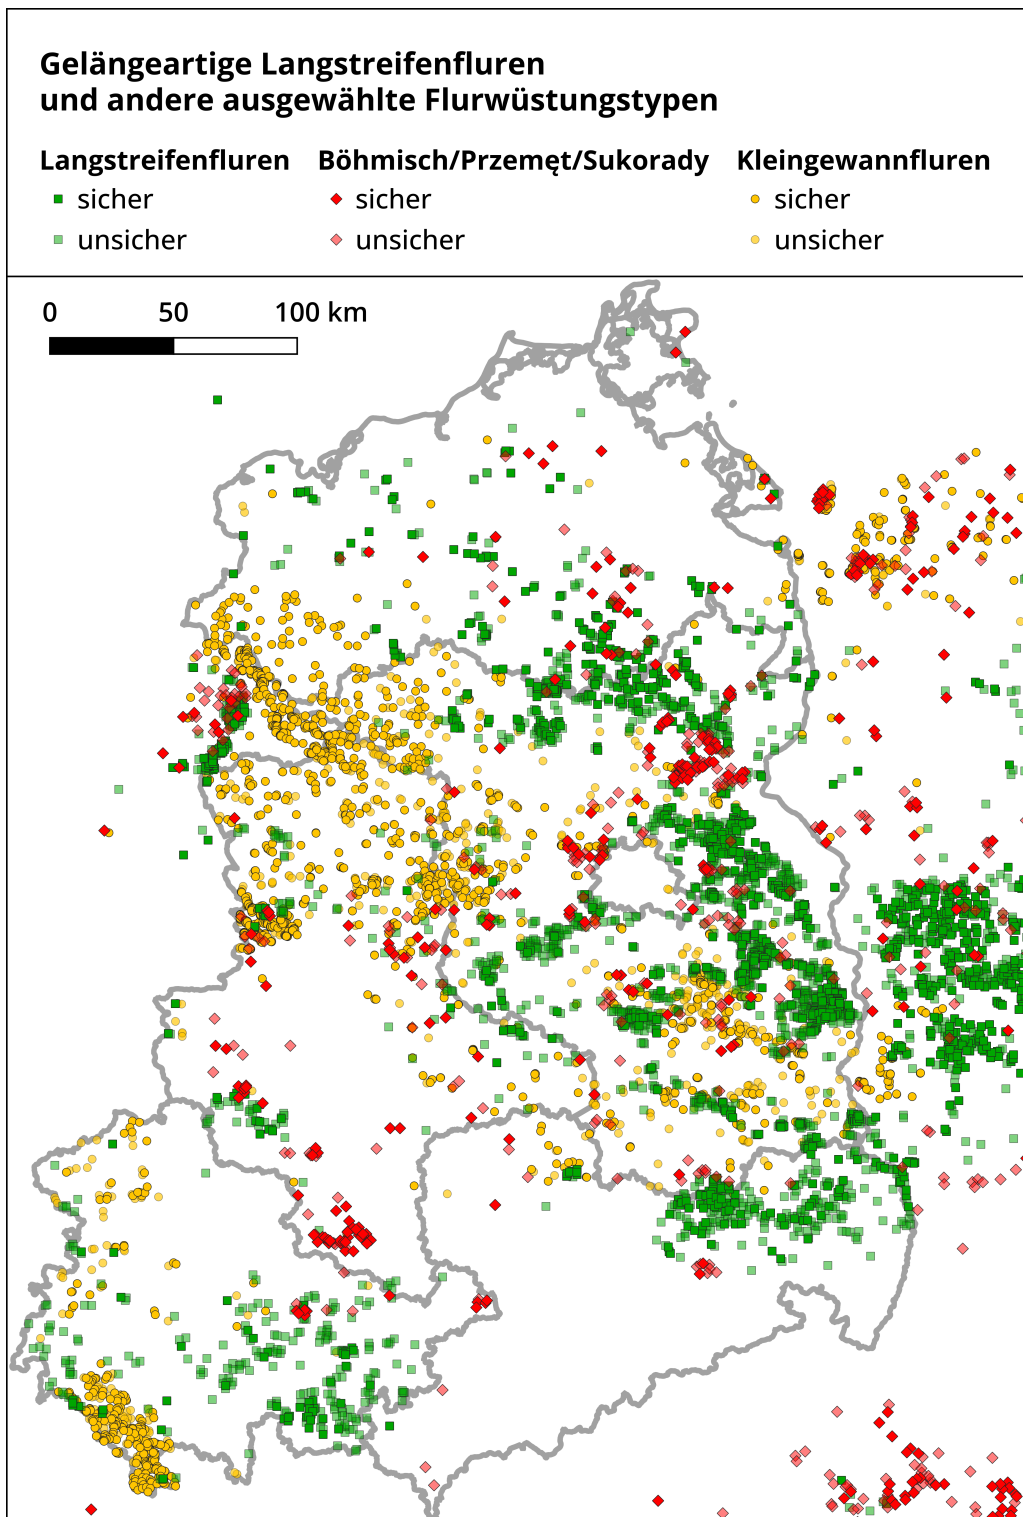 Gelängeartige Langstreifenfluren
und andere ausgewählte Flurwüstungstypen
Langstreifenfluren Böhmisch/Przemęt/Sukorady Kleingewannfluren
sicher sicher sicher
unsicher unsicher unsicher
0 50 100 km